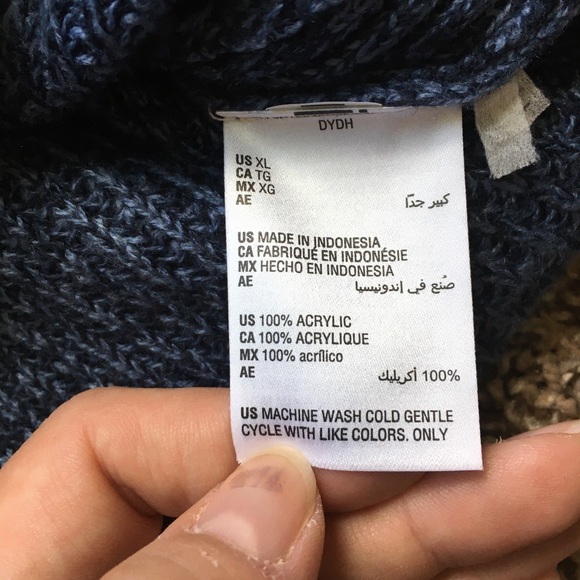 DYDH
US XL
CA TG
MX XG
AE كبير جدًا
US MADE IN INDONESIA
CA FABRIQUÉ EN INDONÉSIE
MX HECHO EN INDONESIA
AE صُنع في إندونيسيا
US 100% ACRYLIC
CA 100% ACRYLIQUE
MX 100% acrílico
AE 100% أكريليك
US MACHINE WASH COLD GENTLE
CYCLE WITH LIKE COLORS. ONLY